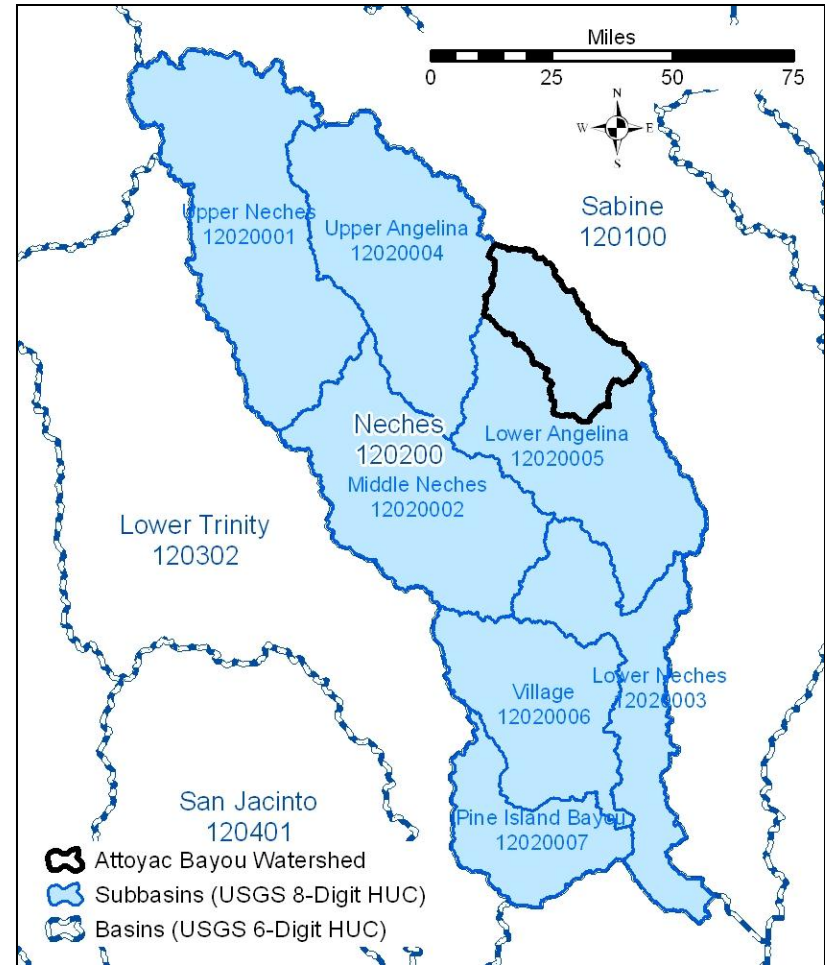 Miles
0 25 50 75
N
W E
S
Sabine
120100
Upper Neches
12020001
Upper Angelina
12020004
Neches
120200
Lower Angelina
12020005
Middle Neches
12020002
Lower Trinity
120302
Lower Neches
12020003
Village
12020006
San Jacinto
120401
Pine Island Bayou
12020007
Attoyac Bayou Watershed
Subbasins (USGS 8-Digit HUC)
Basins (USGS 6-Digit HUC)